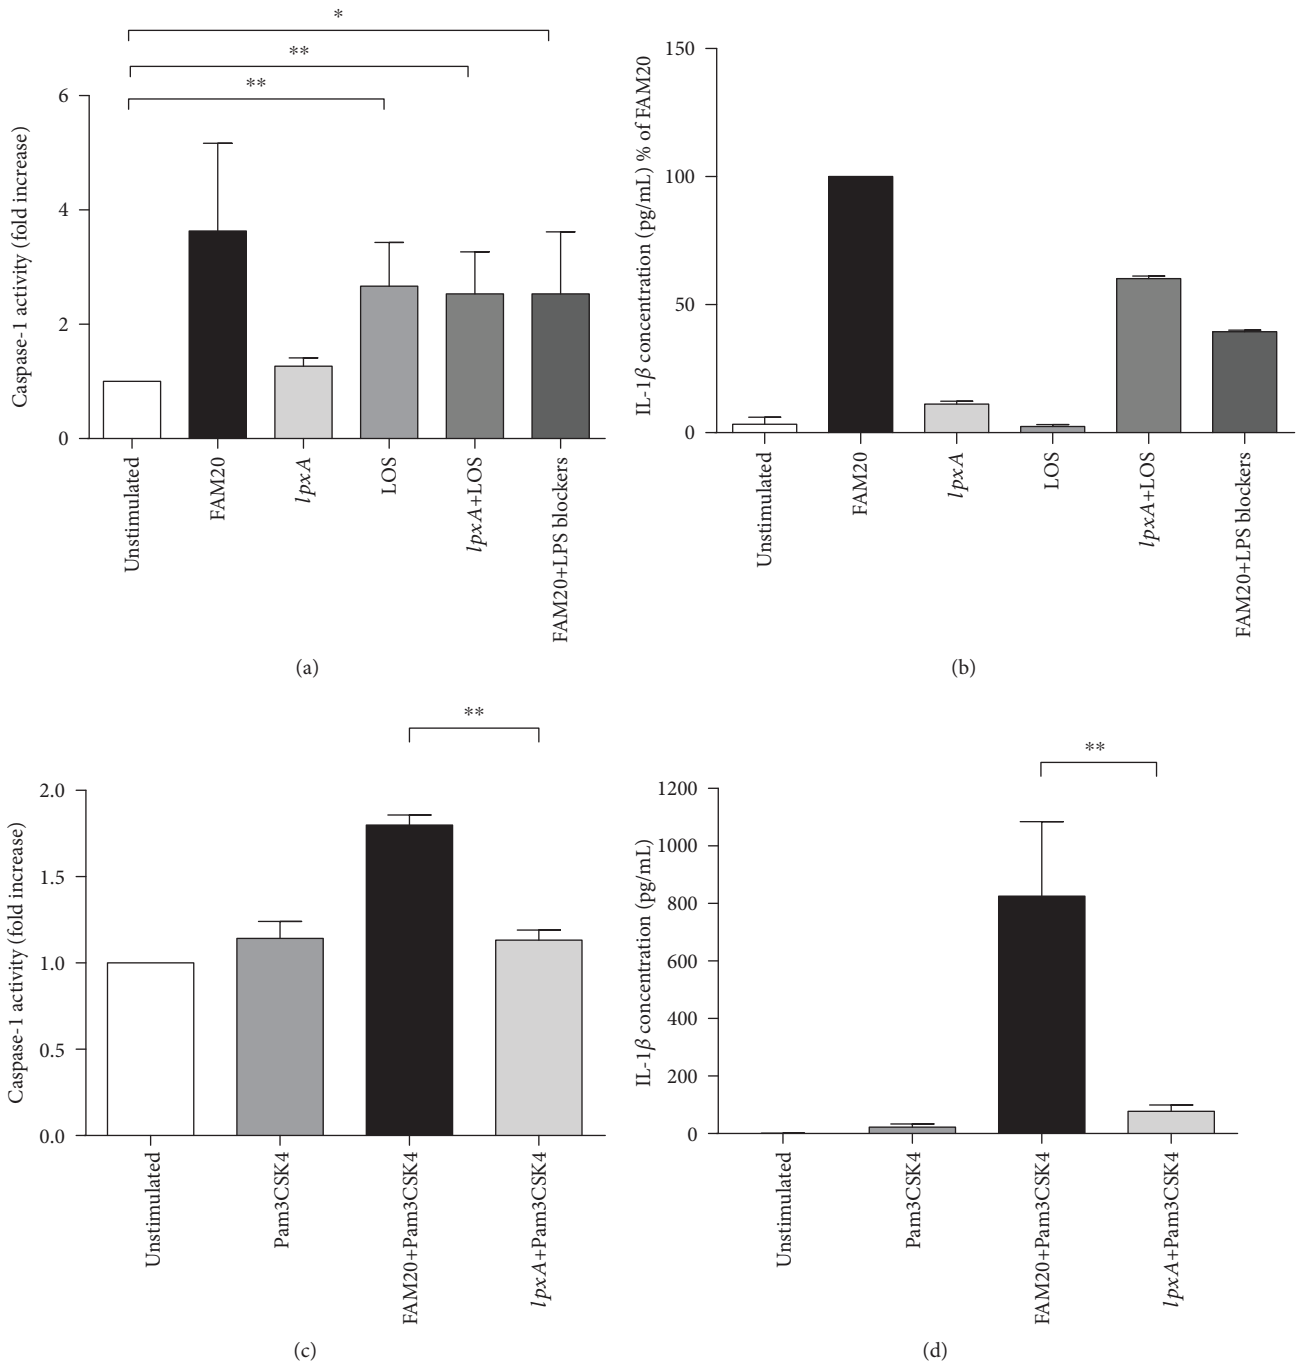 *
**
**
6
4
2
0
Caspase-1 activity (fold increase)
Unstimulated
FAM20
lpxA
LOS
lpxA+LOS
FAM20+LPS blockers
(a)
150
100
50
0
IL-1β concentration (pg/mL) % of FAM20
Unstimulated
FAM20
lpxA
LOS
lpxA+LOS
FAM20+LPS blockers
(b)
**
2.0
1.5
1.0
0.5
0.0
Caspase-1 activity (fold increase)
Unstimulated
Pam3CSK4
FAM20+Pam3CSK4
lpxA+Pam3CSK4
(c)
**
1200
1000
800
600
400
200
0
IL-1β concentration (pg/mL)
Unstimulated
Pam3CSK4
FAM20+Pam3CSK4
lpxA+Pam3CSK4
(d)